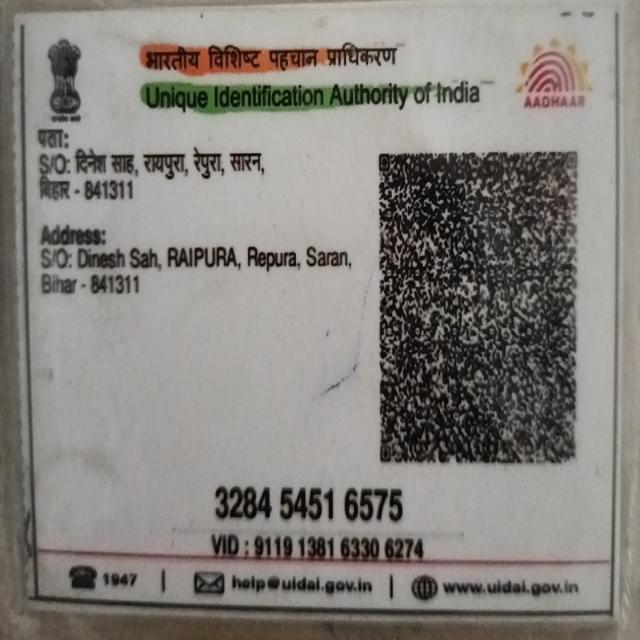 भारतीय विशिष्ट पहचान प्राधिकरण
Unique Identification Authority of India
AADHAAR
पता:
S/O: दिनेश साह, रायपुरा, रेपुरा, सारन,
बिहार - 841311
Address:
S/O: Dinesh Sah, RAIPURA, Repura, Saran,
Bihar - 841311
3284 5451 6575
VID : 9119 1381 6330 6274
1947 | help@uidai.gov.in | www.uidai.gov.in